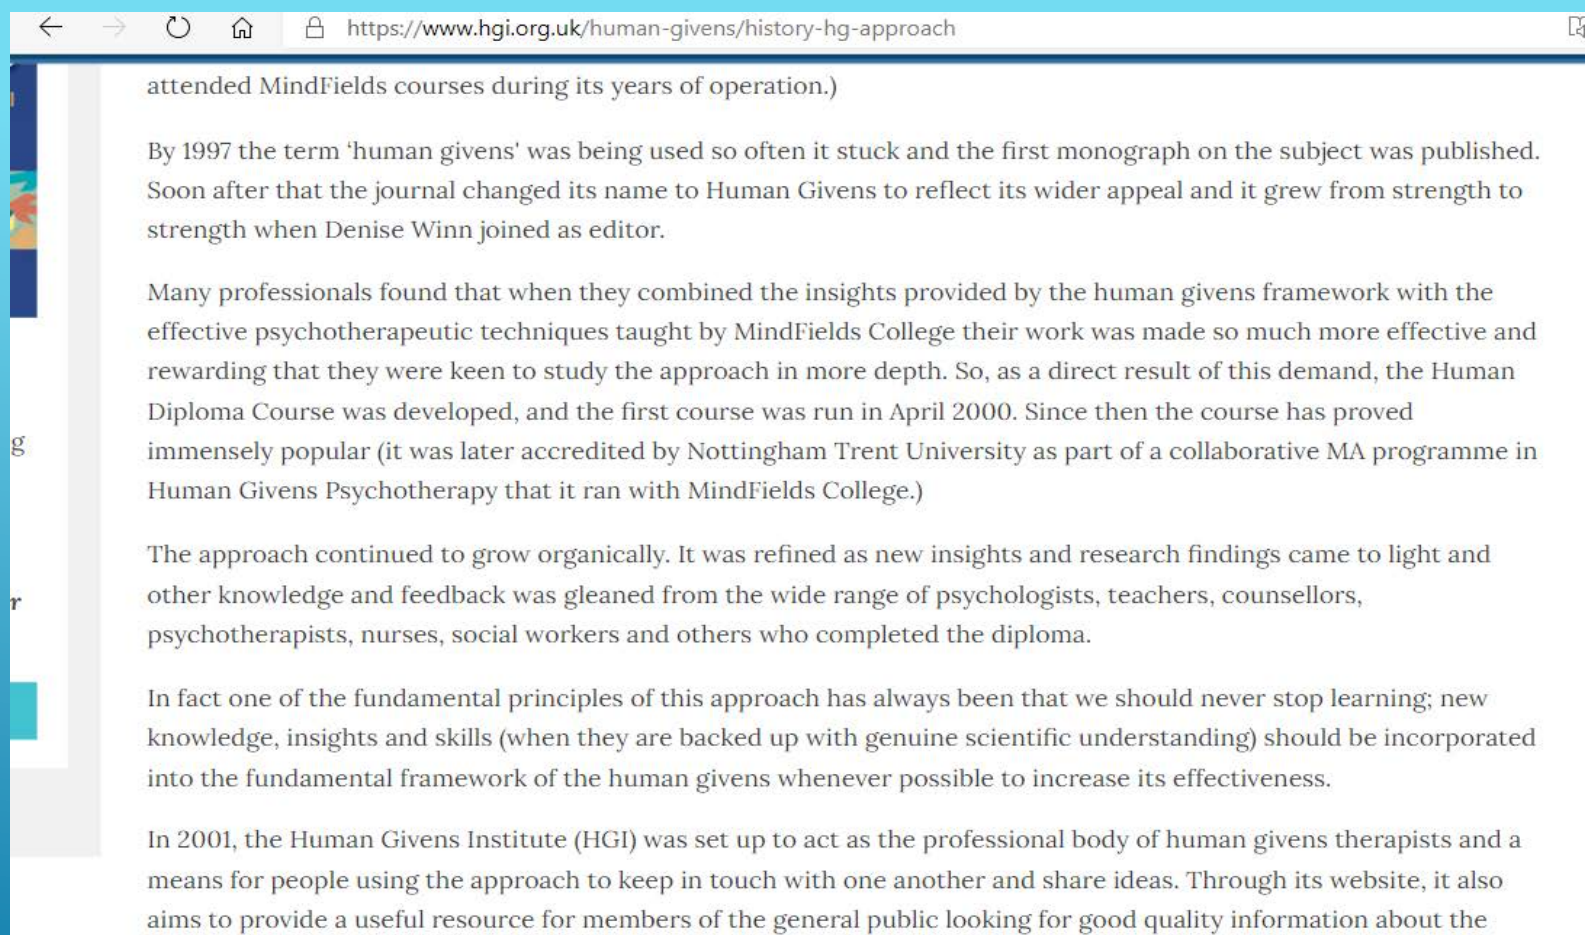 https://www.hgi.org.uk/human-givens/history-hg-approach
attended MindFields courses during its years of operation.)
By 1997 the term ‘human givens' was being used so often it stuck and the first monograph on the subject was published.
Soon after that the journal changed its name to Human Givens to reflect its wider appeal and it grew from strength to
strength when Denise Winn joined as editor.
Many professionals found that when they combined the insights provided by the human givens framework with the
effective psychotherapeutic techniques taught by MindFields College their work was made so much more effective and
rewarding that they were keen to study the approach in more depth. So, as a direct result of this demand, the Human
Diploma Course was developed, and the first course was run in April 2000. Since then the course has proved
immensely popular (it was later accredited by Nottingham Trent University as part of a collaborative MA programme in
Human Givens Psychotherapy that it ran with MindFields College.)
The approach continued to grow organically. It was refined as new insights and research findings came to light and
other knowledge and feedback was gleaned from the wide range of psychologists, teachers, counsellors,
psychotherapists, nurses, social workers and others who completed the diploma.
In fact one of the fundamental principles of this approach has always been that we should never stop learning; new
knowledge, insights and skills (when they are backed up with genuine scientific understanding) should be incorporated
into the fundamental framework of the human givens whenever possible to increase its effectiveness.
In 2001, the Human Givens Institute (HGI) was set up to act as the professional body of human givens therapists and a
means for people using the approach to keep in touch with one another and share ideas. Through its website, it also
aims to provide a useful resource for members of the general public looking for good quality information about the
g
r